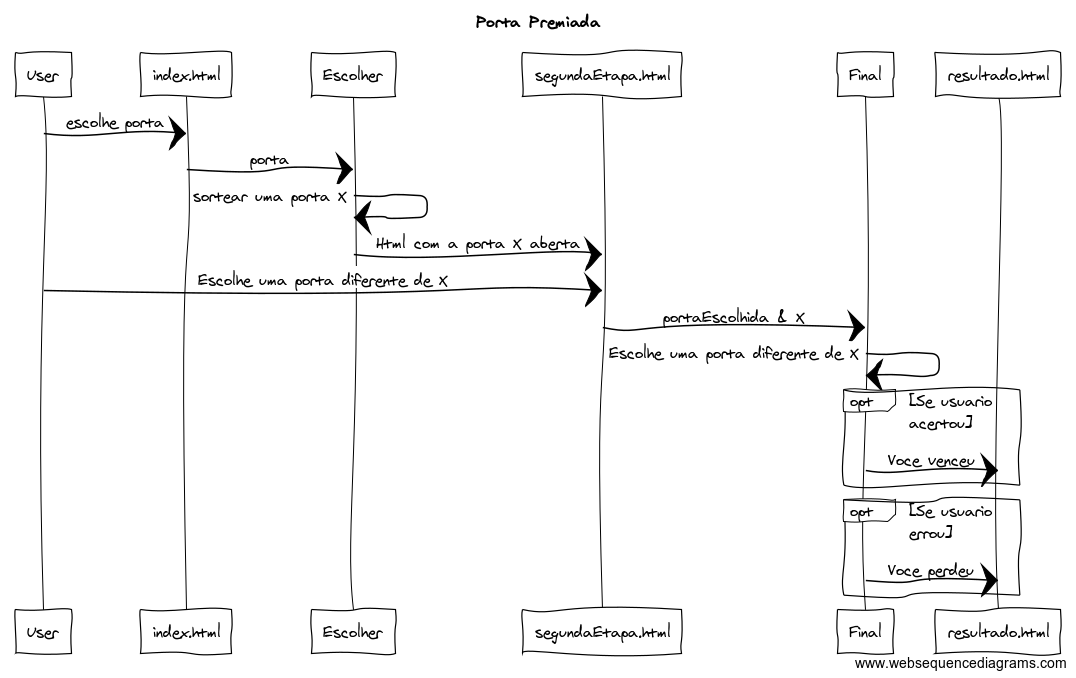 Porta Premiada
User
index.html
Escolher
segundaEtapa.html
Final
resultado.html
escolhe porta
porta
sortear uma porta X
Html com a porta X aberta
Escolhe uma porta diferente de X
portaEscolhida & X
Escolhe uma porta diferente de X
opt
[Se usuario
acertou]
Voce venceu
opt
[Se usuario
errou]
Voce perdeu
User
index.html
Escolher
segundaEtapa.html
Final
resultado.html
www.websequencediagrams.com